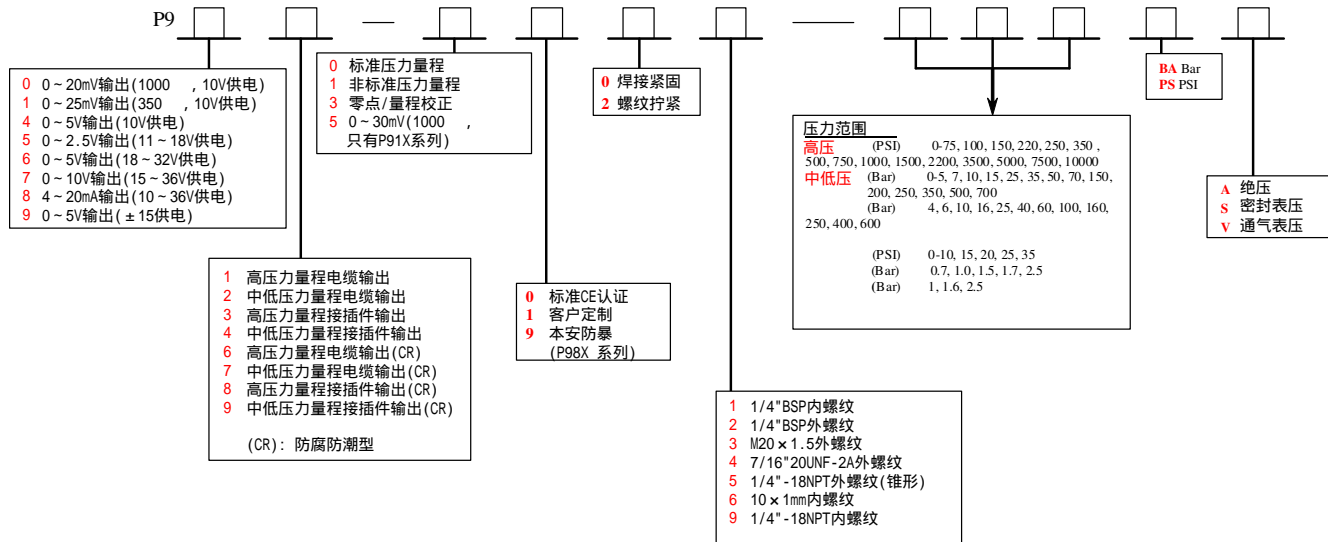 P9
0 0~20mV输出(1000 , 10V供电)
1 0~25mV输出(350 , 10V供电)
4 0~5V输出(10V供电)
5 0~2.5V输出(11~18V供电)
6 0~5V输出(18~32V供电)
7 0~10V输出(15~36V供电)
8 4~20mA输出(10~36V供电)
9 0~5V输出(±15供电)
1 高压力量程电缆输出
2 中低压力量程电缆输出
3 高压力量程接插件输出
4 中低压力量程接插件输出
6 高压力量程电缆输出(CR)
7 中低压力量程电缆输出(CR)
8 高压力量程接插件输出(CR)
9 中低压力量程接插件输出(CR)
(CR): 防腐防潮型
0 标准压力量程
1 非标准压力量程
3 零点/量程校正
5 0~30mV(1000 ,
只有P91X系列)
0 标准CE认证
1 客户定制
9 本安防暴
(P98X 系列)
0 焊接紧固
2 螺纹拧紧
1 1/4"BSP内螺纹
2 1/4"BSP外螺纹
3 M20×1.5外螺纹
4 7/16"20UNF-2A外螺纹
5 1/4"-18NPT外螺纹(锥形)
6 10×1mm内螺纹
9 1/4"-18NPT内螺纹
压力范围
高压 (PSI) 0-75, 100, 150, 220, 250, 350 ,
500, 750, 1000, 1500, 2200, 3500, 5000, 7500, 10000
中低压 (Bar) 0-5, 7, 10, 15, 25, 35, 50, 70, 150,
200, 250, 350, 500, 700
(Bar) 4, 6, 10, 16, 25, 40, 60, 100, 160,
250, 400, 600
(PSI) 0-10, 15, 20, 25, 35
(Bar) 0.7, 1.0, 1.5, 1.7, 2.5
(Bar) 1, 1.6, 2.5
BA Bar
PS PSI
A 绝压
S 密封表压
V 通气表压